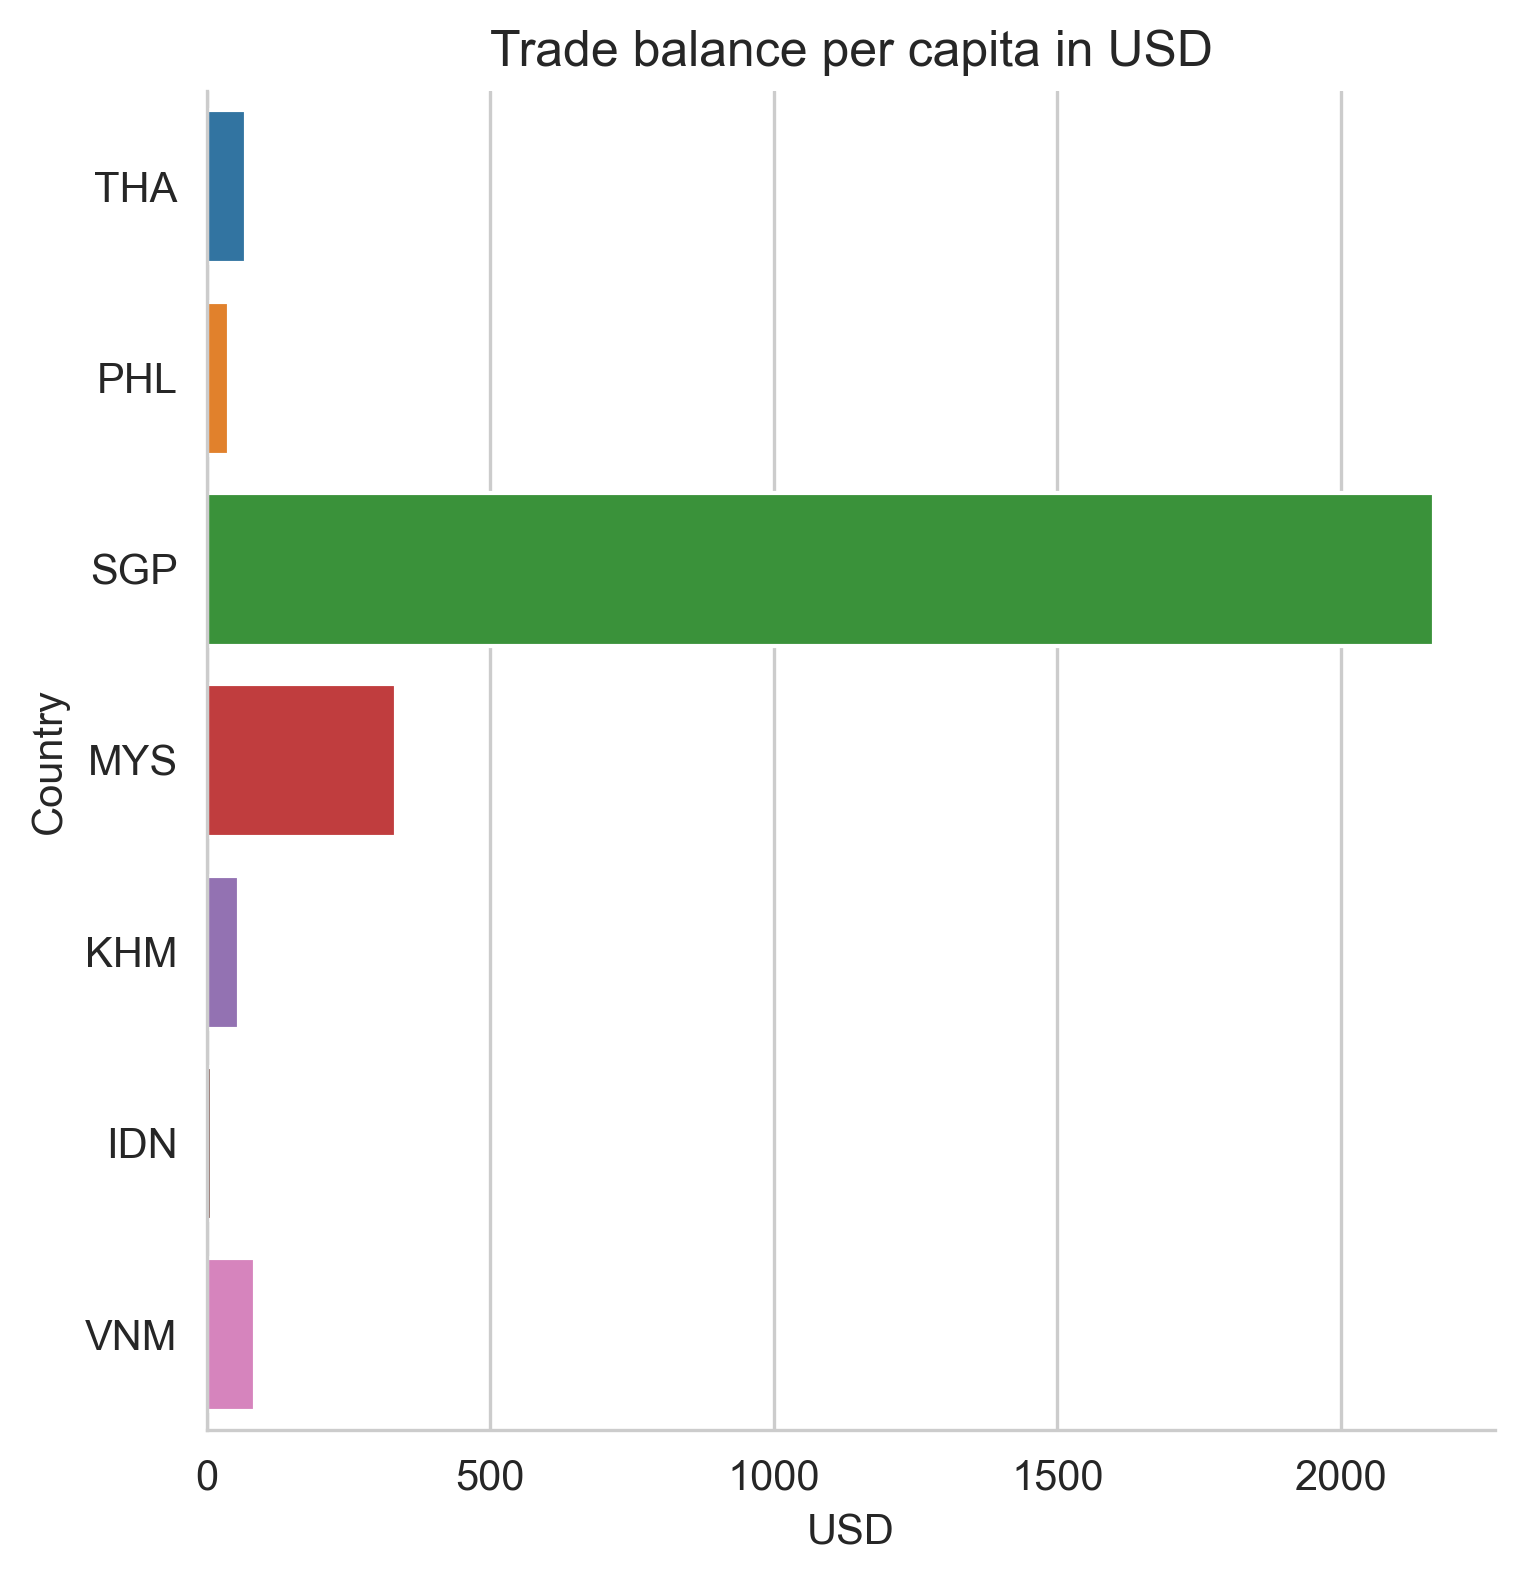 Trade balance per capita in USD
THA
PHL
SGP
MYS
KHM
IDN
VNM
Country
0 500 1000 1500 2000
USD